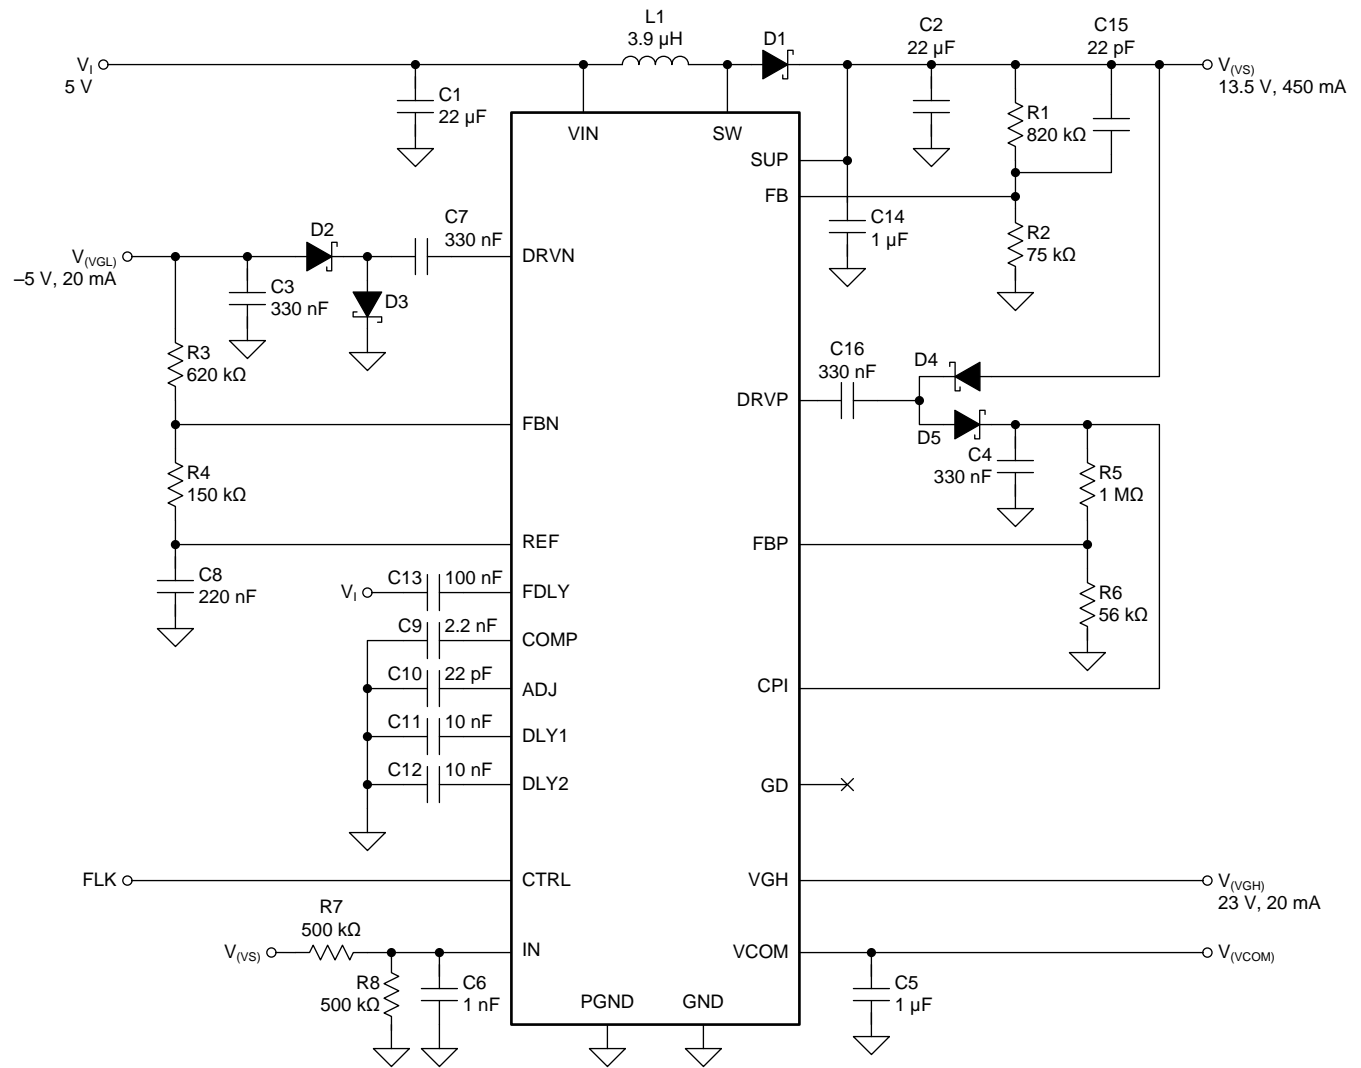 L1
3.9 µH
D1
C2
22 µF
C15
22 pF
VI
5 V
V(VS)
13.5 V, 450 mA
C1
22 µF
R1
820 kΩ
VIN
SW
SUP
FB
C14
1 µF
R2
75 kΩ
D2
C7
330 nF
V(VGL)
–5 V, 20 mA
DRVN
C3
330 nF
D3
R3
620 kΩ
C16
330 nF
D4
DRVP
D5
FBN
C4
330 nF
R4
150 kΩ
R5
1 MΩ
REF
FBP
C8
220 nF
VI
C13
100 nF
FDLY
R6
56 kΩ
C9
2.2 nF
COMP
C10
22 pF
ADJ
CPI
C11
10 nF
DLY1
C12
10 nF
DLY2
GD
FLK
CTRL
VGH
V(VGH)
23 V, 20 mA
R7
500 kΩ
V(VS)
IN
VCOM
V(VCOM)
R8
500 kΩ
C6
1 nF
C5
1 µF
PGND
GND